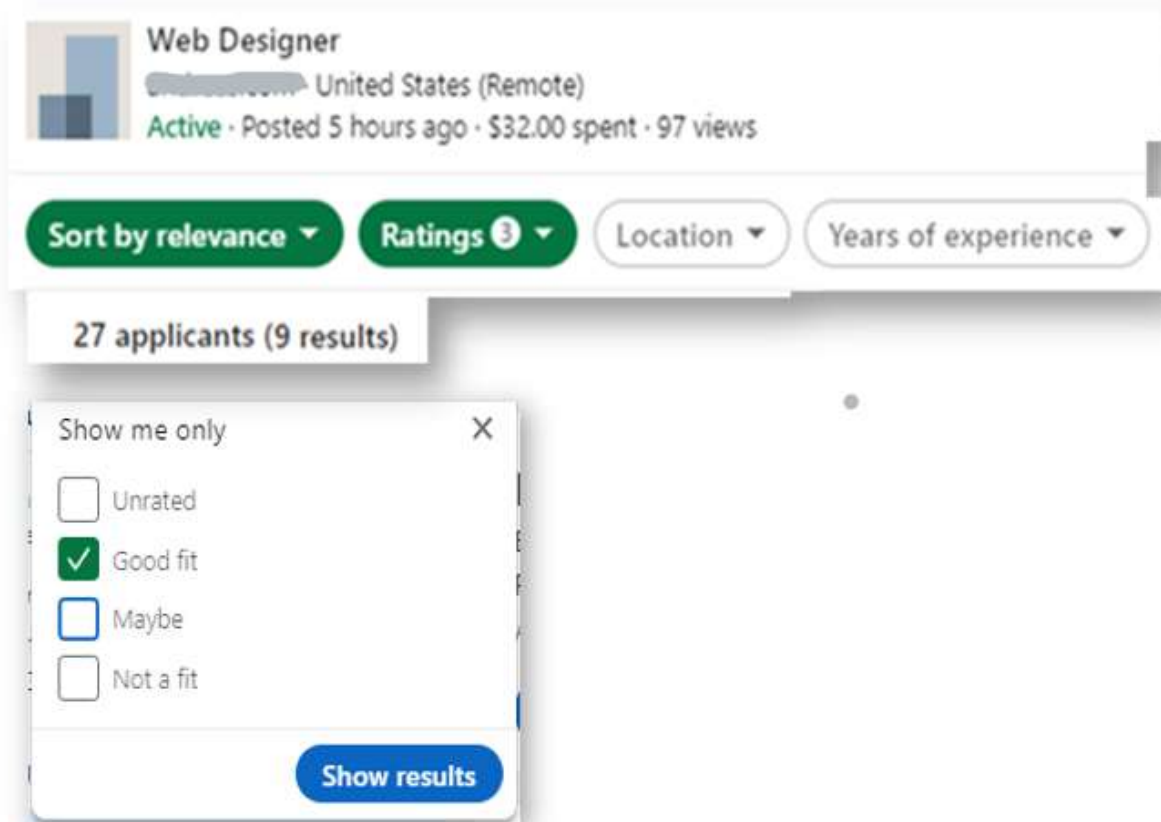 Web Designer
United States (Remote)
Active · Posted 5 hours ago · $32.00 spent · 97 views
Sort by relevance
Ratings 3
Location
Years of experience
27 applicants (9 results)
Show me only
Unrated
Good fit
Maybe
Not a fit
Show results